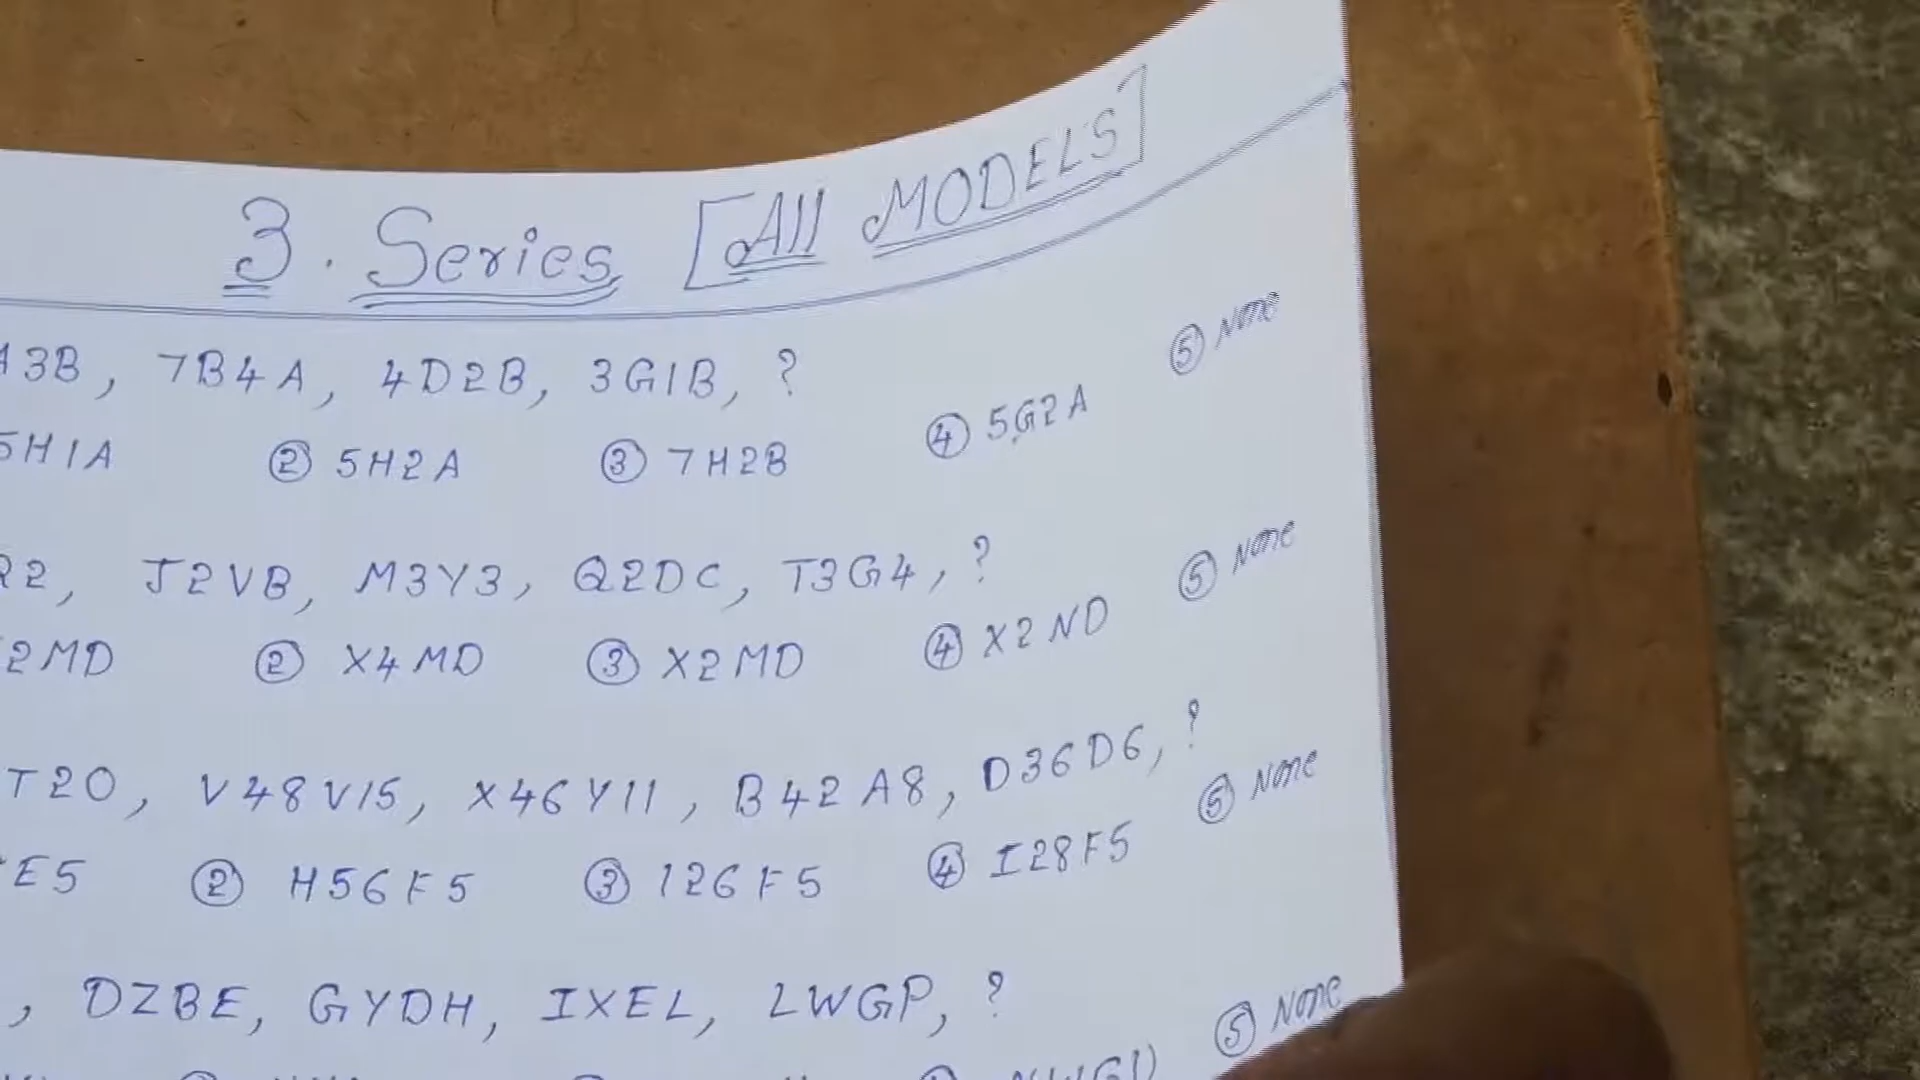 3. Series [All MODELS]
A3B, 7B4A, 4D2B, 3G1B, ?
5H1A ② 5H2A ③ 7H2B ④ 5G2A ⑤ None
R2, J2VB, M3Y3, Q2DC, T3G4, ?
2MD ② X4MD ③ X2MD ④ X2ND ⑤ None
T20, V48V15, X46Y11, B42A8, D36D6, ?
E5 ② H56F5 ③ I26F5 ④ I28F5 ⑤ None
, DZBE, GYDH, IXEL, LWGP, ?
⑤ None